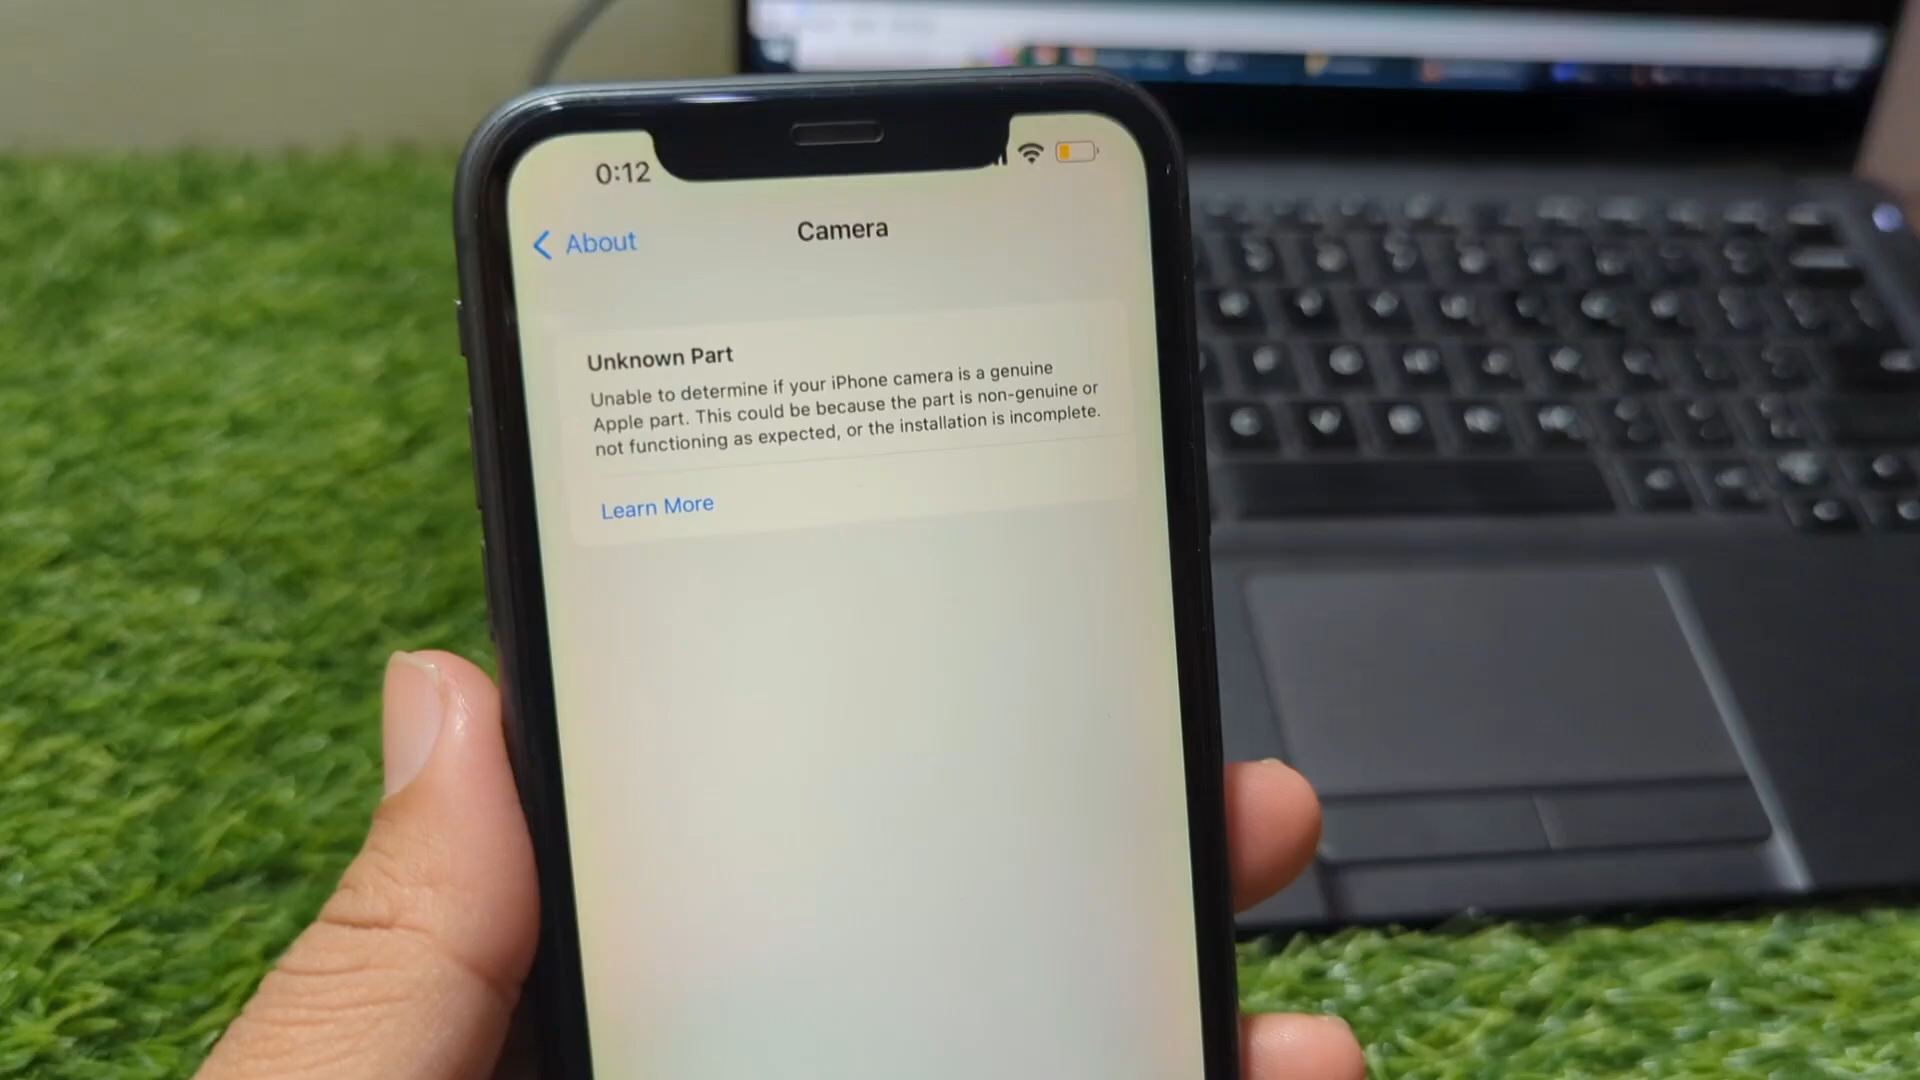 0:12
About
Camera
Unknown Part
Unable to determine if your iPhone camera is a genuine
Apple part. This could be because the part is non-genuine or
not functioning as expected, or the installation is incomplete.
Learn More